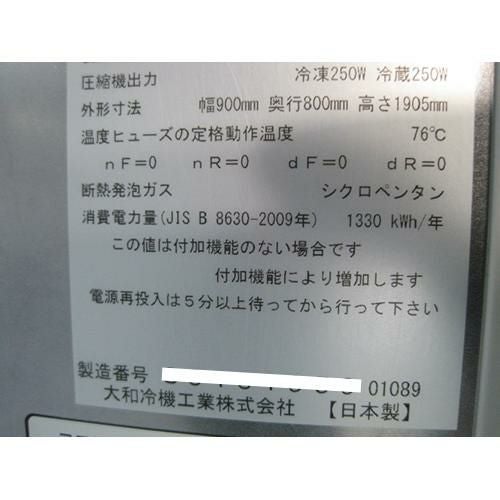 圧縮機出力 冷凍250W 冷蔵250W
外形寸法 幅900mm 奥行800mm 高さ1905mm
温度ヒューズの定格動作温度 76℃
nF=0 nR=0 dF=0 dR=0
断熱発泡ガス シクロペンタン
消費電力量(JIS B 8630-2009年) 1330 kWh/年
この値は付加機能のない場合です
付加機能により増加します
電源再投入は5分以上待ってから行って下さい
製造番号 01089
大和冷機工業株式会社 【日本製】